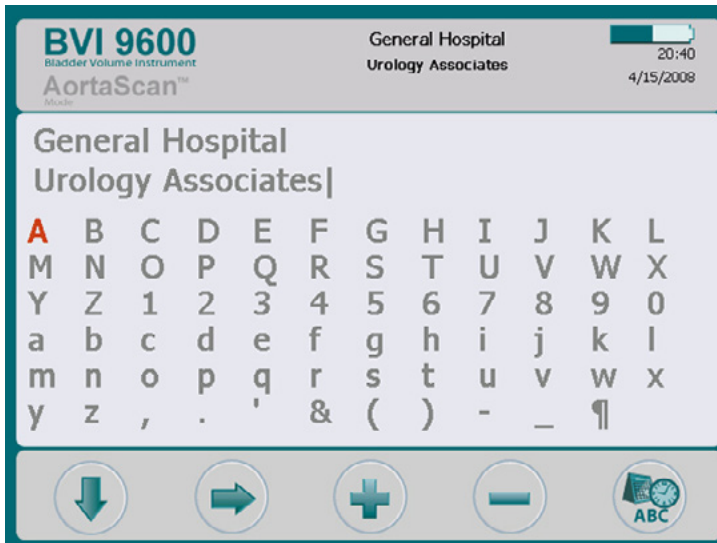 BVI 9600
Bladder Volume Instrument
AortaScan™
Mode
General Hospital
Urology Associates
20:40
4/15/2008
General Hospital
Urology Associates|
A B C D E F G H I J K L
M N O P Q R S T U V W X
Y Z 1 2 3 4 5 6 7 8 9 0
a b c d e f g h i j k l
m n o p q r s t u v w x
y z , . ' & ( ) - _ ¶
ABC